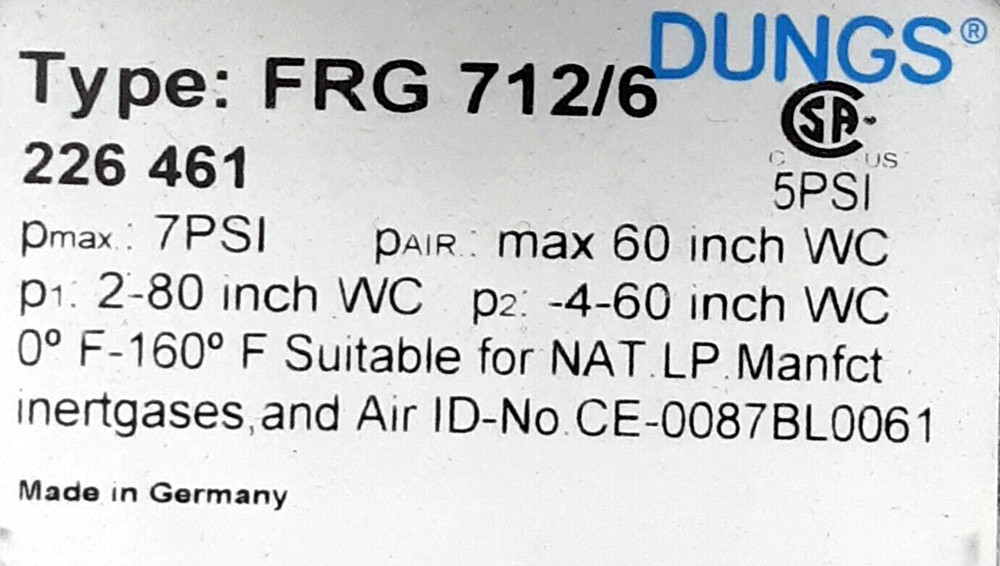 DUNGS®
Type: FRG 712/6
SA
226 461
C US
5PSI
pmax.: 7PSI pAIR.: max 60 inch WC
p1: 2-80 inch WC p2: -4-60 inch WC
0° F-160° F Suitable for NAT.LP.Manfct
inertgases,and Air ID-No.CE-0087BL0061
Made in Germany